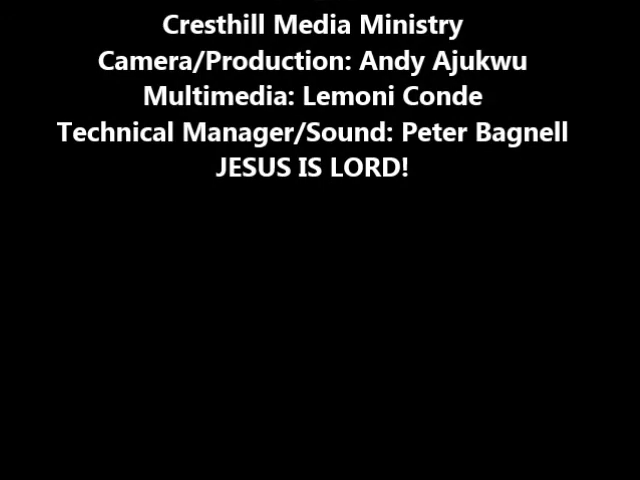 Cresthill Media Ministry
Camera/Production: Andy Ajukwu
Multimedia: Lemoni Conde
Technical Manager/Sound: Peter Bagnell
JESUS IS LORD!